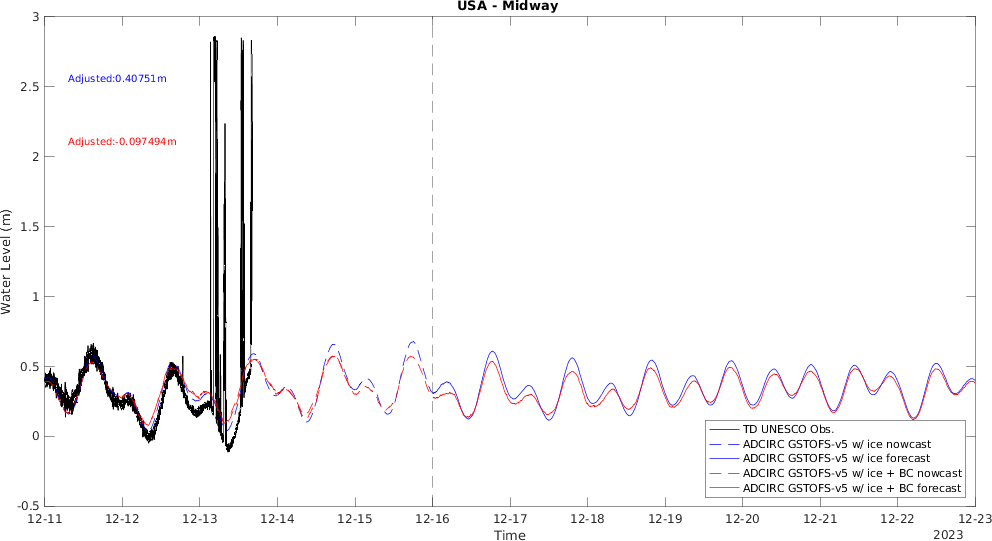 USA - Midway
3
2.5
2
1.5
1
0.5
0
-0.5
Water Level (m)
Adjusted:0.40751m
Adjusted:-0.097494m
TD UNESCO Obs.
ADCIRC GSTOFS-v5 w/ ice nowcast
ADCIRC GSTOFS-v5 w/ ice forecast
ADCIRC GSTOFS-v5 w/ ice + BC nowcast
ADCIRC GSTOFS-v5 w/ ice + BC forecast
12-11 12-12 12-13 12-14 12-15 12-16 12-17 12-18 12-19 12-20 12-21 12-22 12-23
Time
2023